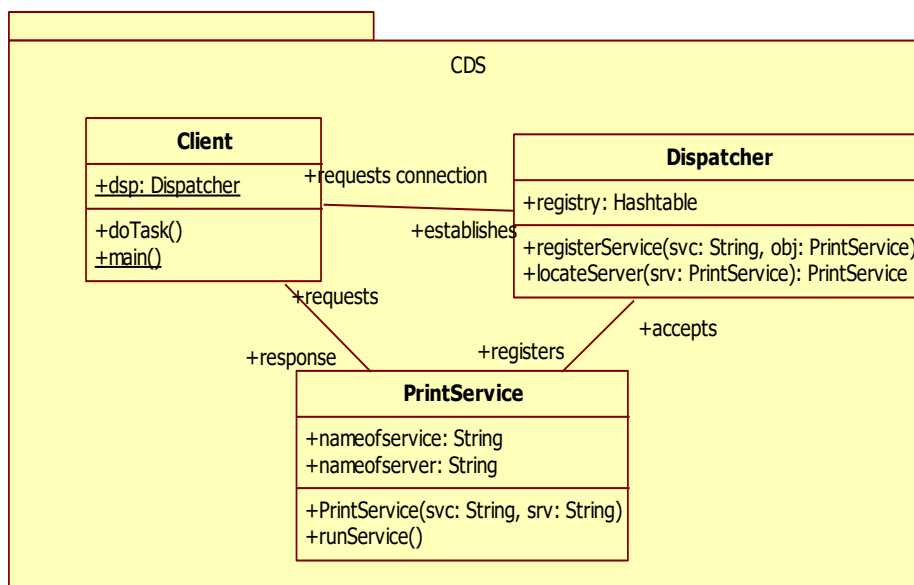 CDS
Client
+dsp: Dispatcher
+doTask()
+main()
+requests connection
+establishes
Dispatcher
+registry: Hashtable
+registerService(svc: String, obj: PrintService)
+locateServer(srv: PrintService): PrintService
+requests
+response
+registers
+accepts
PrintService
+nameofservice: String
+nameofserver: String
+PrintService(svc: String, srv: String)
+runService()